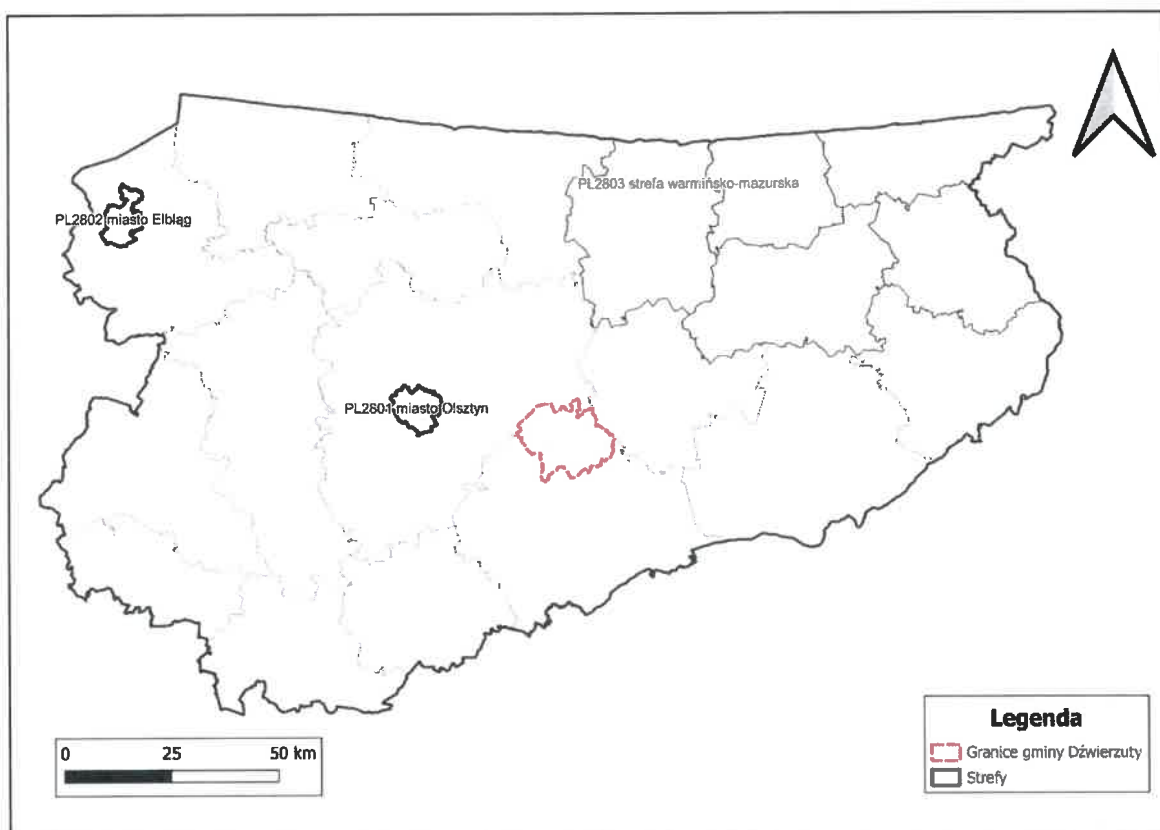 PL2803 strefa warmińsko-mazurska
PL2802 miasto Elbląg
PL2801 miasto Olsztyn
0 25 50 km
Legenda
Granice gminy Dźwierzuty
Strefy